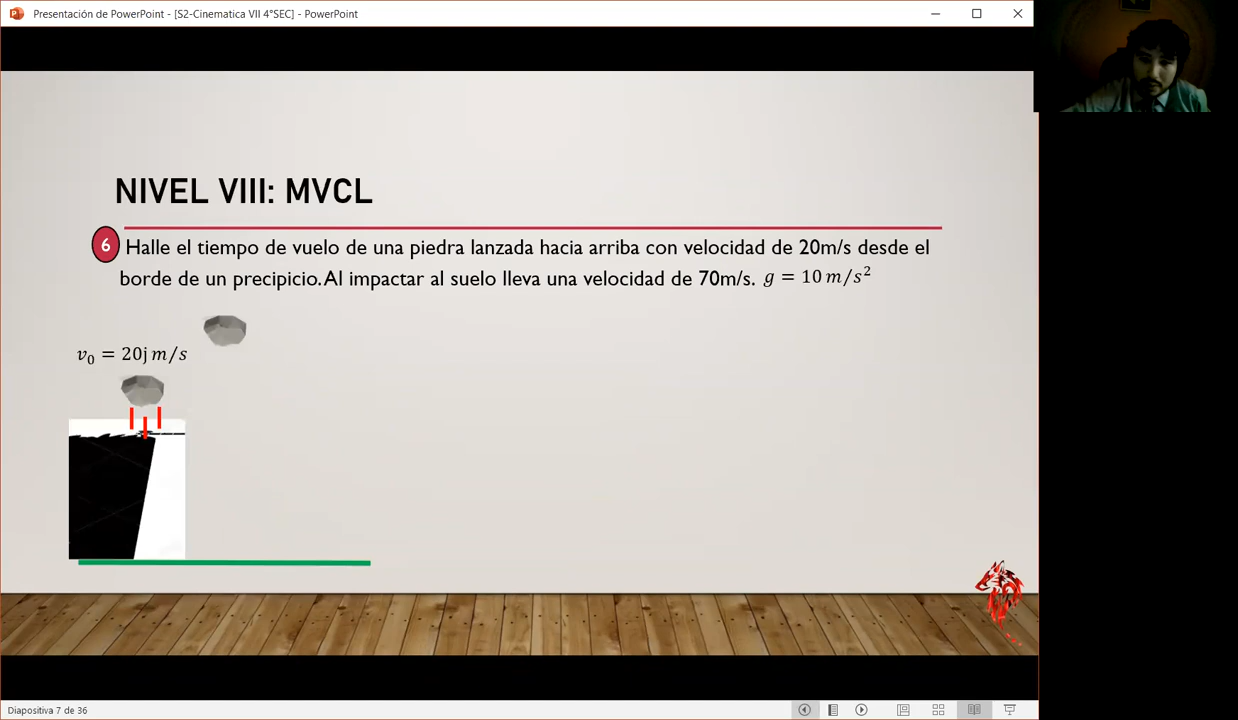 Presentación de PowerPoint - [S2-Cinematica VII 4°SEC] - PowerPoint
NIVEL VIII: MVCL
6 Halle el tiempo de vuelo de una piedra lanzada hacia arriba con velocidad de 20m/s desde el
borde de un precipicio. Al impactar al suelo lleva una velocidad de 70m/s. g = 10 m/s²
v₀ = 20j m/s
Diapositiva 7 de 36